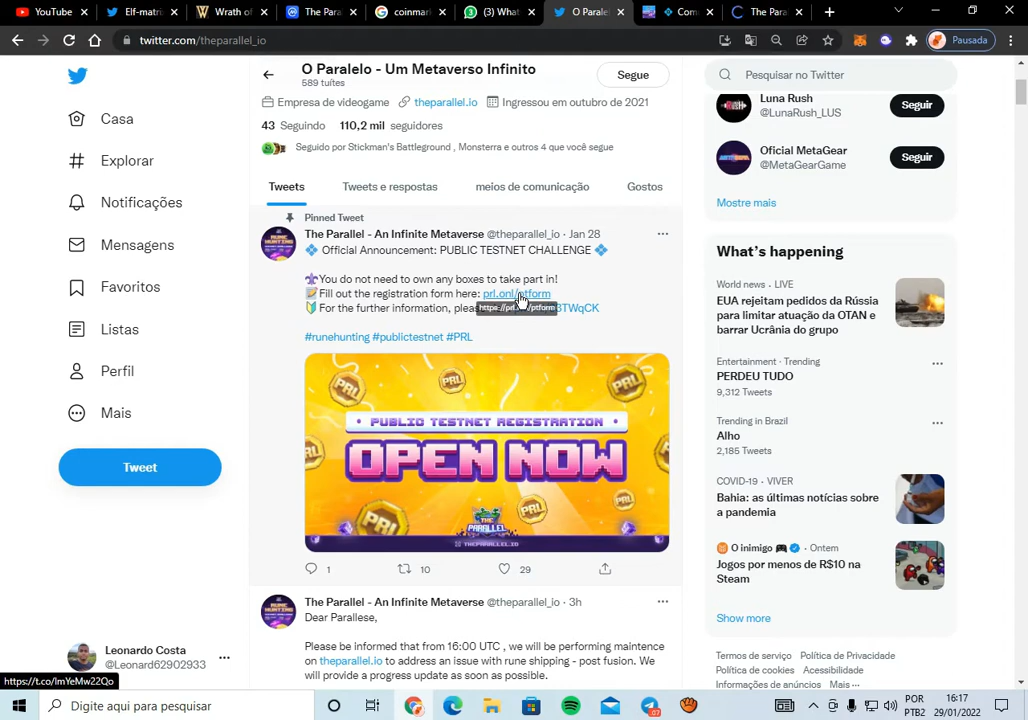 YouTube
Elf-matri
Wrath of
The Para
coinmark
(3) What
O Parale
Com
The Para
twitter.com/theparallel_io
Pausada
O Paralelo - Um Metaverso Infinito
589 tuítes
Segue
Pesquisar no Twitter
Empresa de videogame theparallel.io Ingressou em outubro de 2021
43 Seguindo 110,2 mil seguidores
Seguido por Stickman's Battleground , Monsterra e outros 4 que você segue
Tweets Tweets e respostas meios de comunicação Gostos
Casa
Explorar
Notificações
Mensagens
Favoritos
Lists
Perfil
Mais
Tweet
Leonardo Costa
@Leonard62902933
Pinned Tweet
The Parallel - An Infinite Metaverse @theparallel_io · Jan 28
Official Announcement: PUBLIC TESTNET CHALLENGE
You do not need to own any boxes to take part in!
Fill out the registration form here: prl.onl/ptform
For the further information, pleas 3TWqCK
#runehunting #publictestnet #PRL
PRL
• PUBLIC TESTNET REGISTRATION •
OPEN NOW
THE PARALLEL
THEPARALLEL.IO
1 10 29
The Parallel - An Infinite Metaverse @theparallel_io · 3h
Dear Parallese,
Please be informed that from 16:00 UTC , we will be performing maintence
on theparallel.io to address an issue with rune shipping - post fusion. We
will provide a progress update as soon as possible.
Luna Rush
@LunaRush_LUS
Seguir
Oficial MetaGear
@MetaGearGame
Seguir
Mostre mais
What's happening
World news · LIVE
EUA rejeitam pedidos da Rússia
para limitar atuação da OTAN e
barrar Ucrânia do grupo
Entertainment · Trending
PERDEU TUDO
9,312 Tweets
Trending in Brazil
Alho
2,185 Tweets
COVID-19 · VIVER
Bahia: as últimas notícias sobre
a pandemia
O inimigo · Ontem
Jogos por menos de R$10 na
Steam
Show more
Termos de serviço Política de Privacidade
Política de cookies Acessibilidade
Informações de anúncios Mais ···
https://t.co/lmYeMw22Qo
Digite aqui para pesquisar
POR
PTB2
16:17
29/01/2022